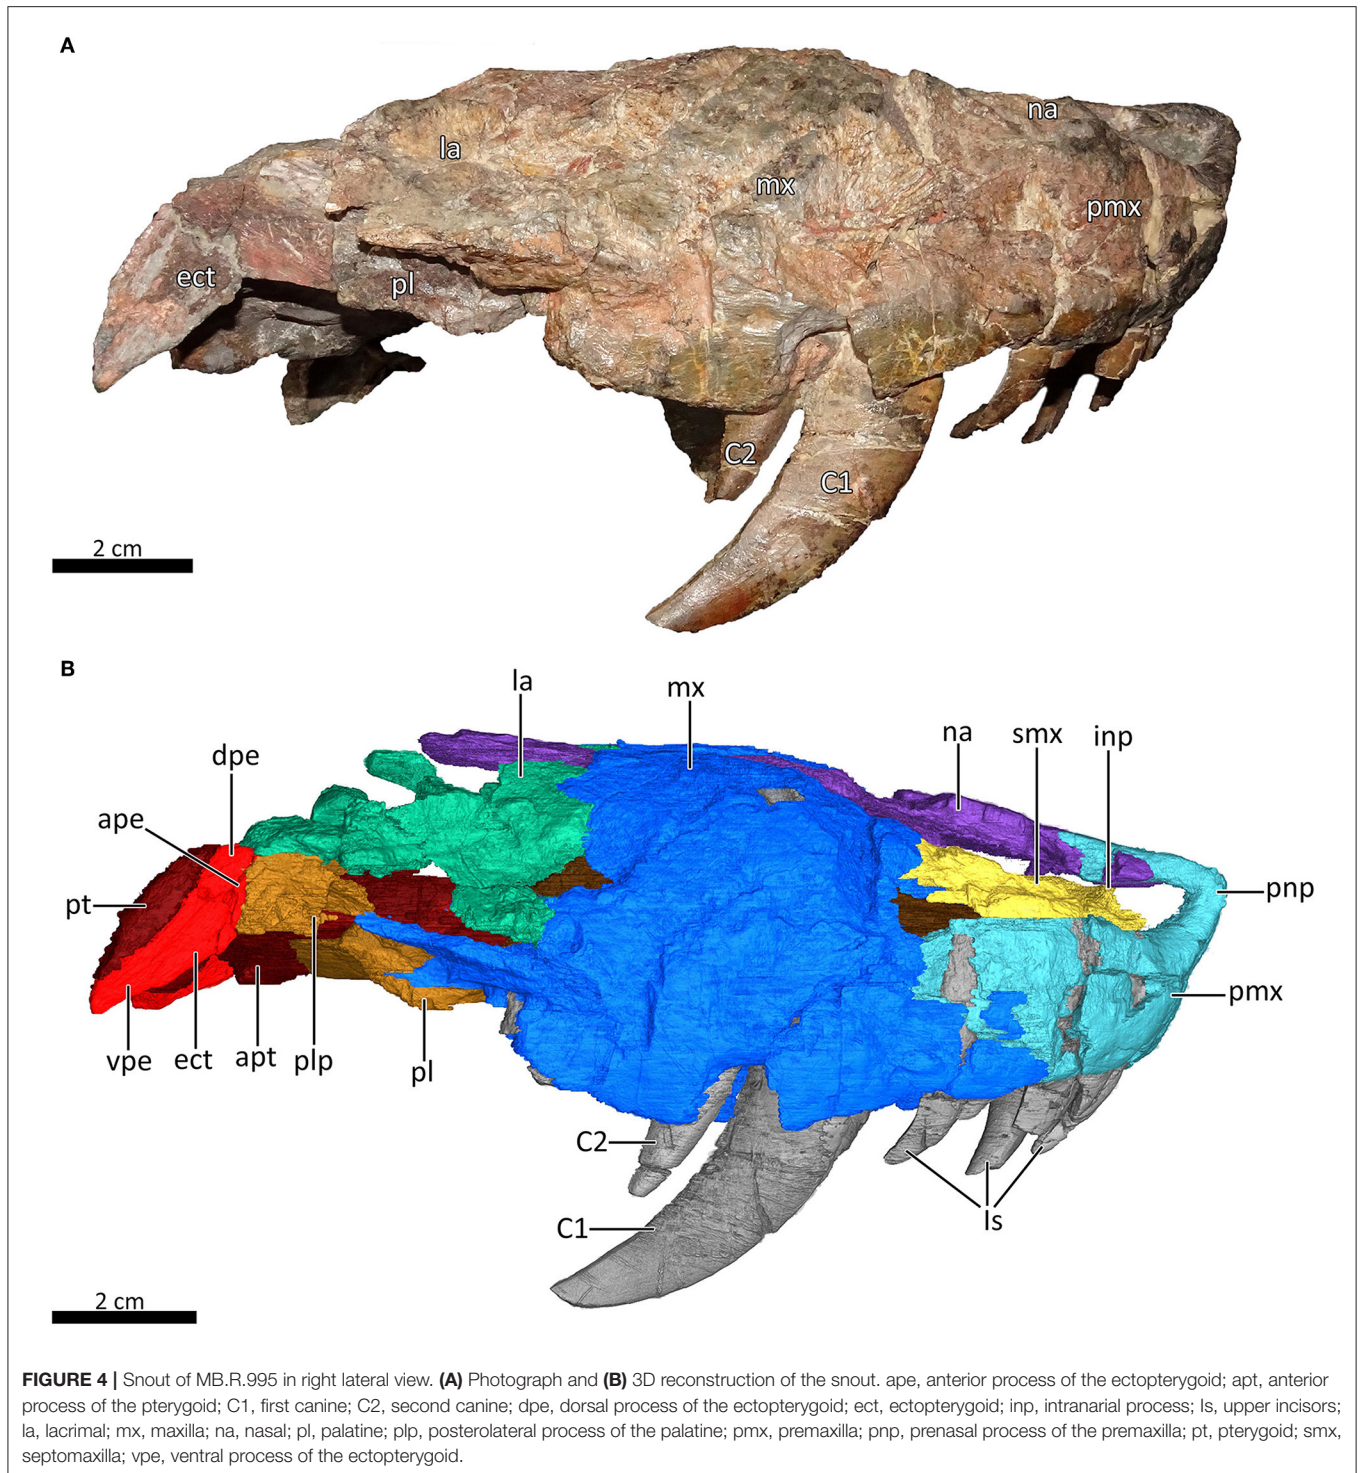 A
na
la
mx
pmx
ect
pl
C2
C1
2 cm
B
la
mx
na
smx
inp
dpe
ape
pt
pnp
pmx
vpe
ect
apt
plp
pl
C2
C1
Is
2 cm
FIGURE 4 | Snout of MB.R.995 in right lateral view. (A) Photograph and (B) 3D reconstruction of the snout. ape, anterior process of the ectopterygoid; apt, anterior
process of the pterygoid; C1, first canine; C2, second canine; dpe, dorsal process of the ectopterygoid; ect, ectopterygoid; inp, intranarial process; Is, upper incisors;
la, lacrimal; mx, maxilla; na, nasal; pl, palatine; plp, posterolateral process of the palatine; pmx, premaxilla; pnp, prenasal process of the premaxilla; pt, pterygoid; smx,
septomaxilla; vpe, ventral process of the ectopterygoid.